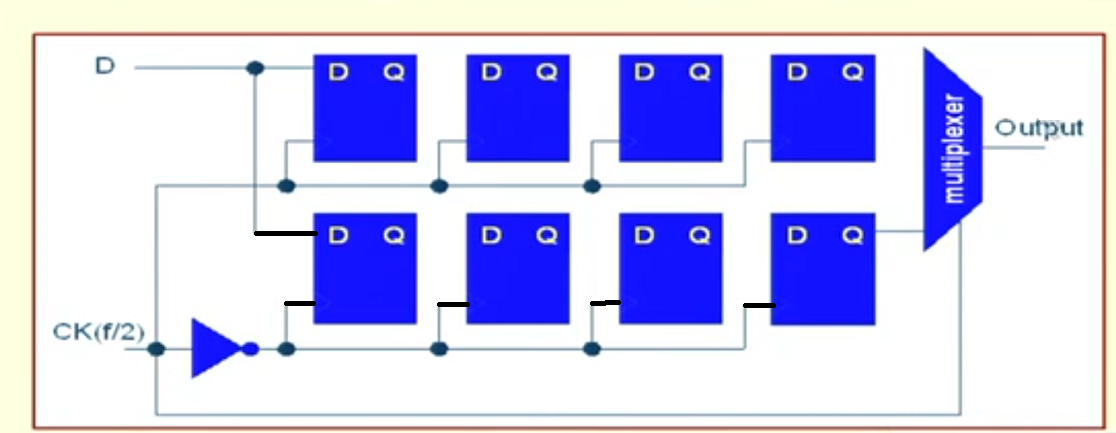 D
D Q D Q D Q D Q
multiplexer
Output
D Q D Q D Q D Q
CK(f/2)